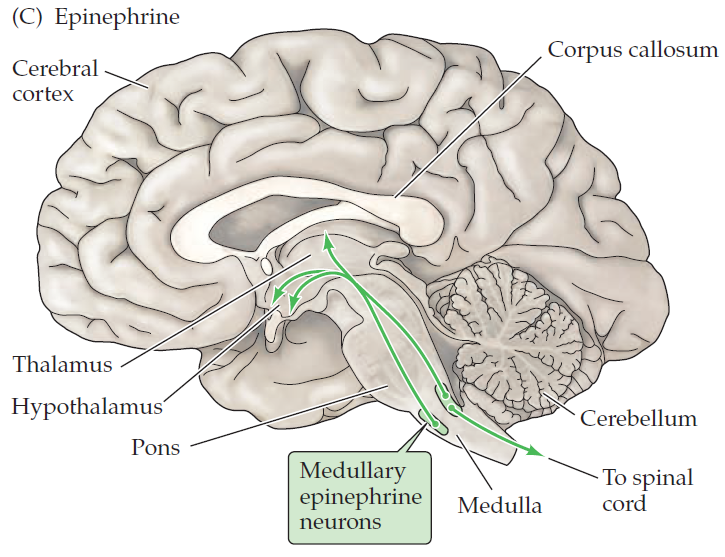 (C) Epinephrine
Corpus callosum
Cerebral
cortex
Thalamus
Hypothalamus
Pons
Cerebellum
Medullary
epinephrine
neurons
Medulla
To spinal
cord